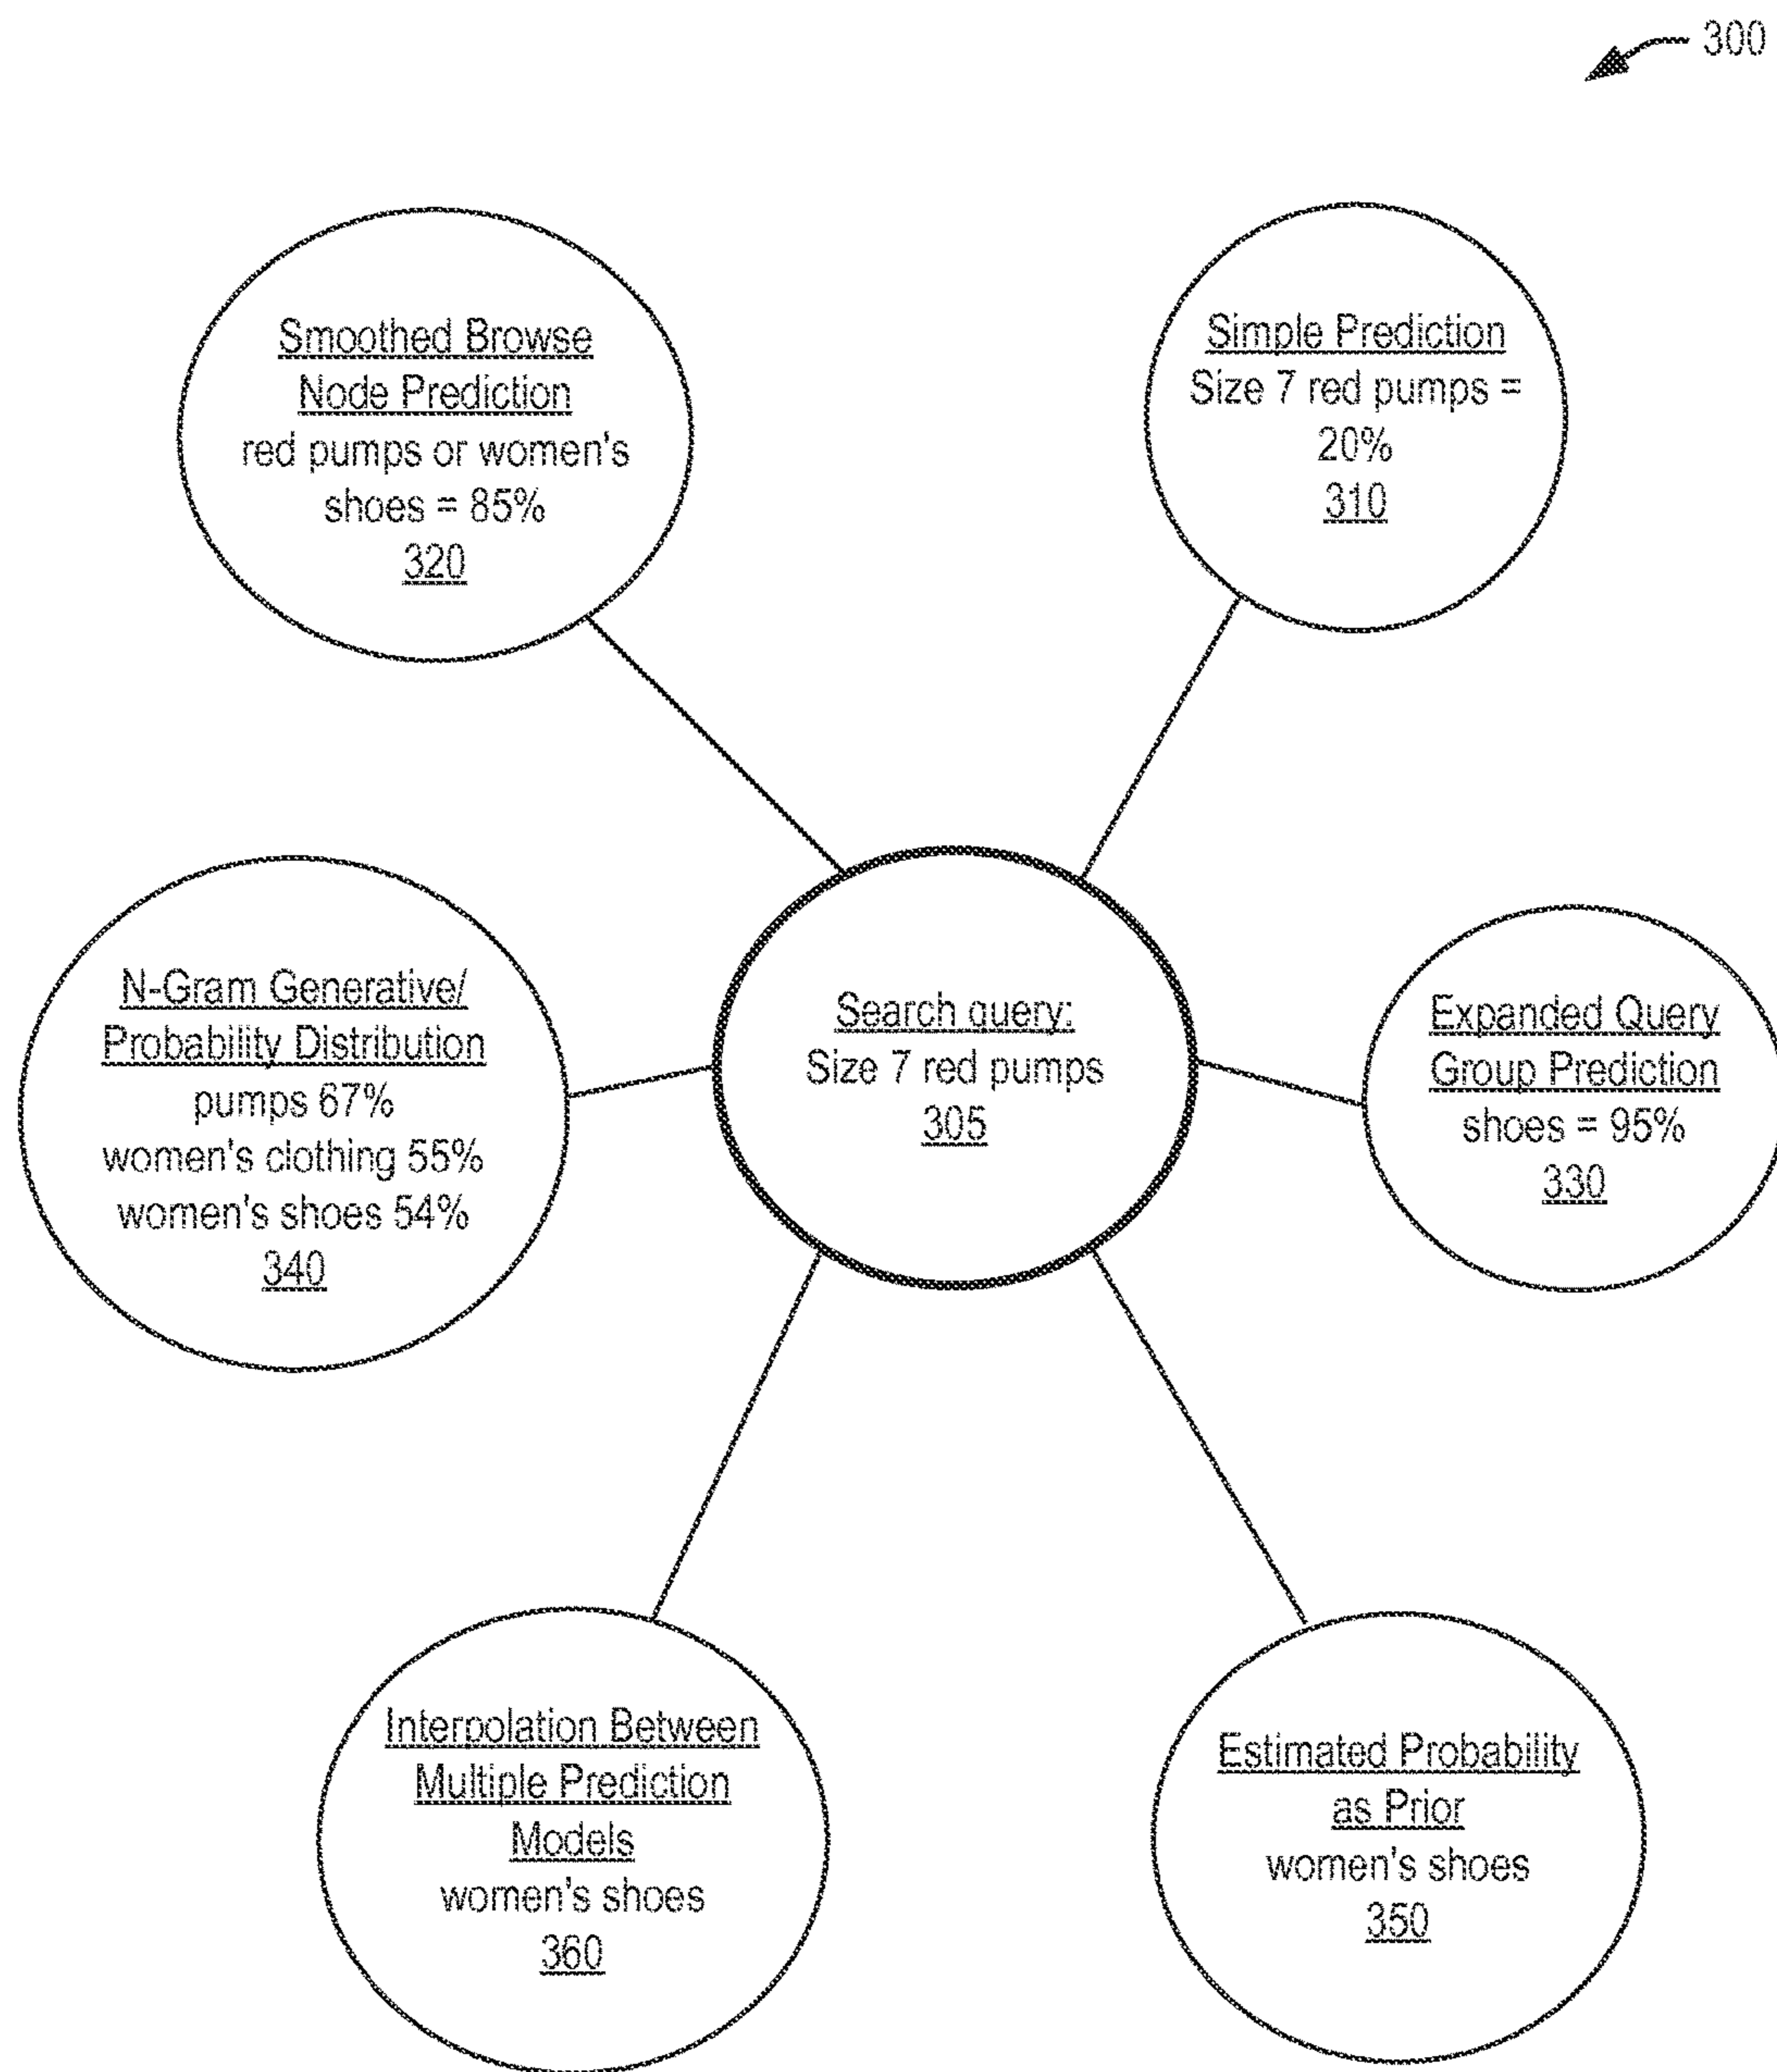 300
Smoothed Browse
Node Prediction
red pumps or women's
shoes = 85%
320
Simple Prediction
Size 7 red pumps =
20%
310
N-Gram Generative/
Probability Distribution
pumps 67%
women's clothing 55%
women's shoes 54%
340
Search query:
Size 7 red pumps
305
Expanded Query
Group Prediction
shoes = 95%
330
Interpolation Between
Multiple Prediction
Models
women's shoes
360
Estimated Probability
as Prior
women's shoes
350